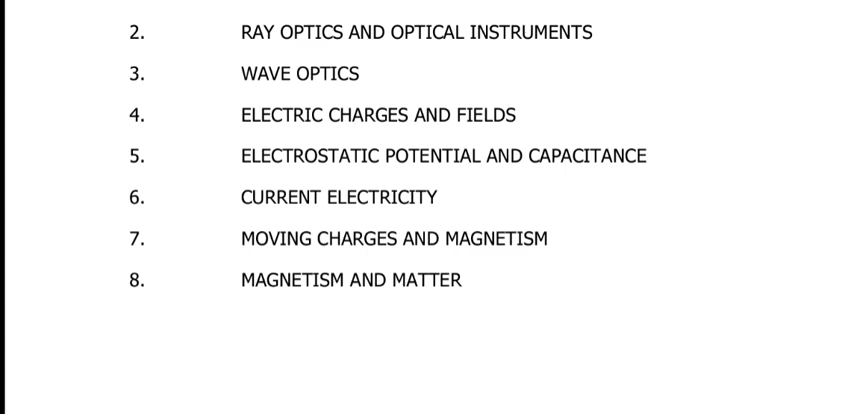 2. RAY OPTICS AND OPTICAL INSTRUMENTS
3. WAVE OPTICS
4. ELECTRIC CHARGES AND FIELDS
5. ELECTROSTATIC POTENTIAL AND CAPACITANCE
6. CURRENT ELECTRICITY
7. MOVING CHARGES AND MAGNETISM
8. MAGNETISM AND MATTER